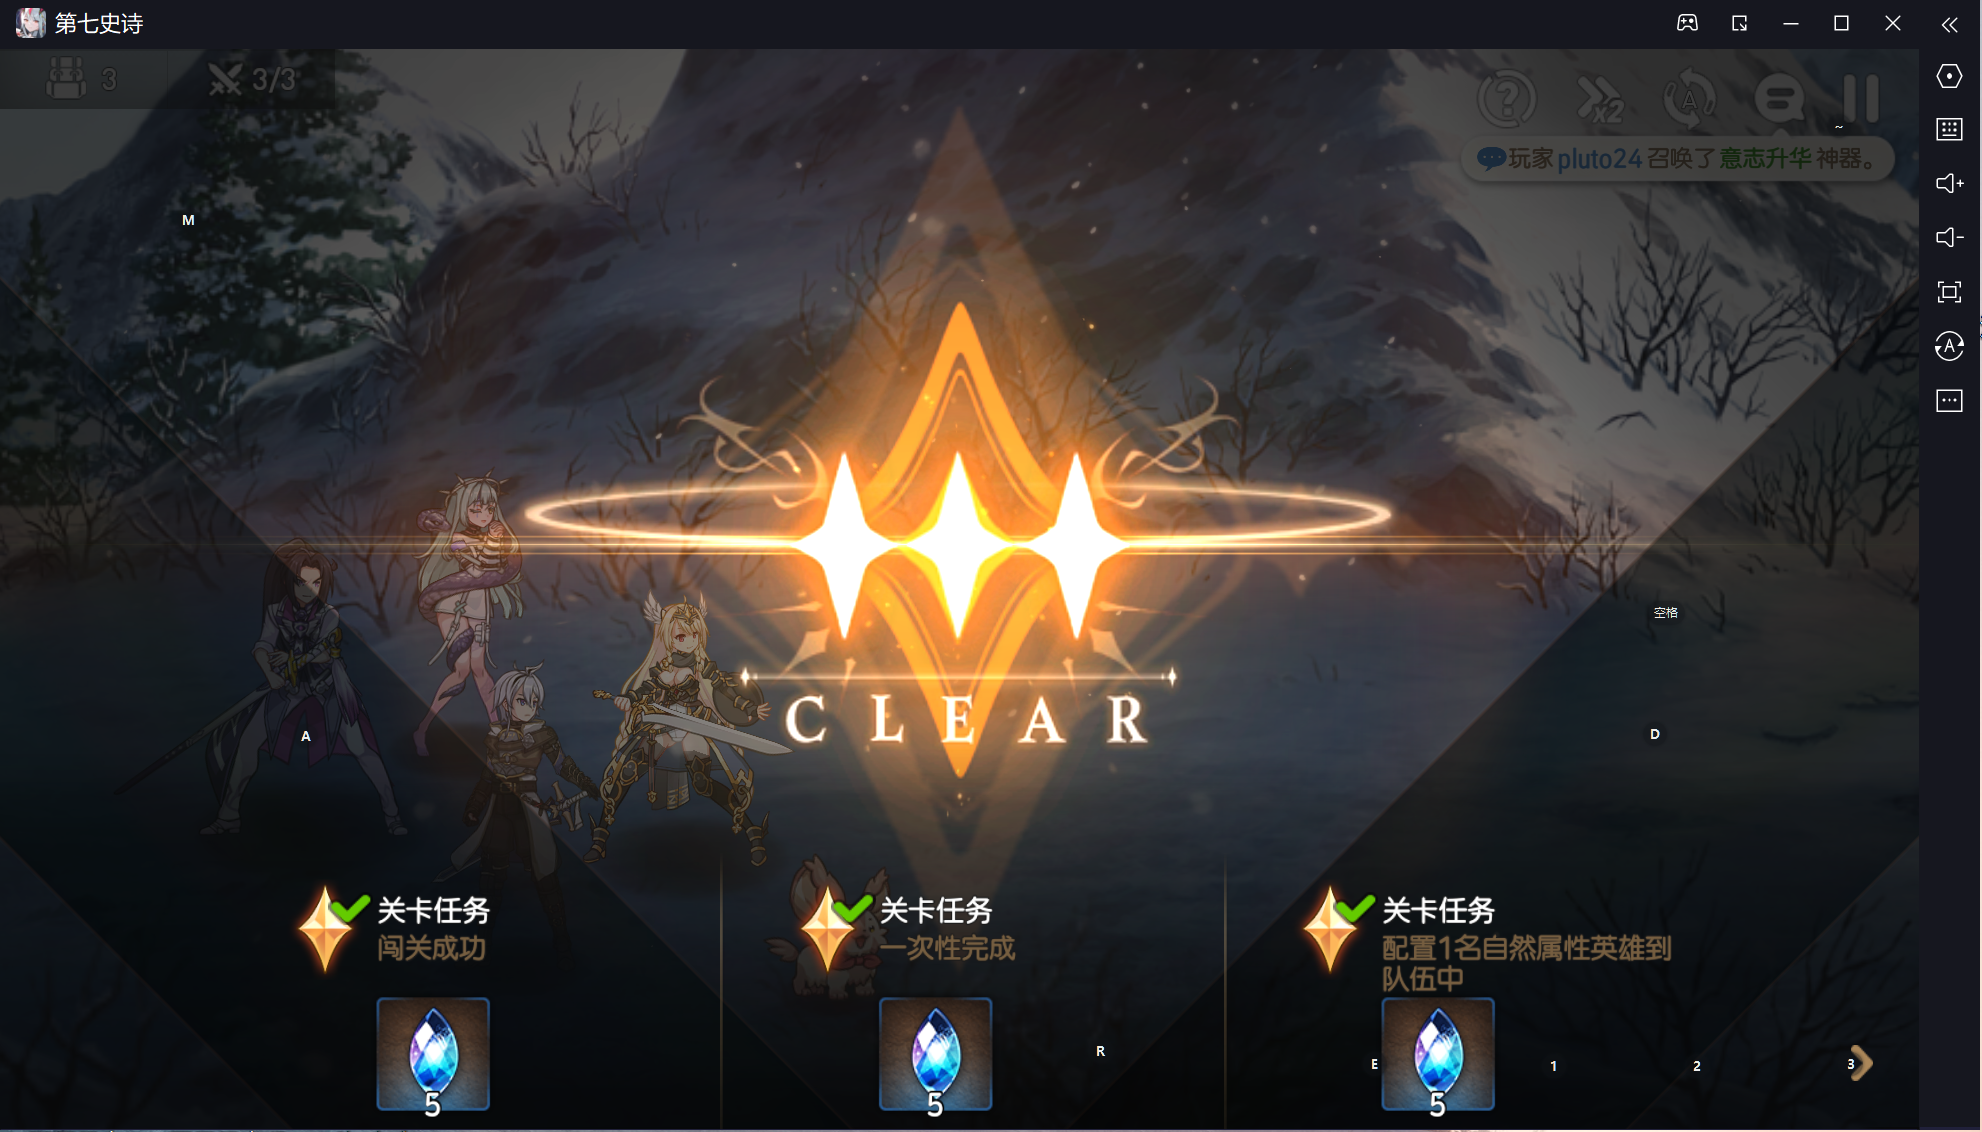 第七史诗
3
3/3
x2
A
玩家pluto24召唤了意志升华神器。
~
M
空格
A
D
CLEAR
关卡任务
闯关成功
5
关卡任务
一次性完成
5
关卡任务
配置1名自然属性英雄到
队伍中
5
R
E
1
2
3